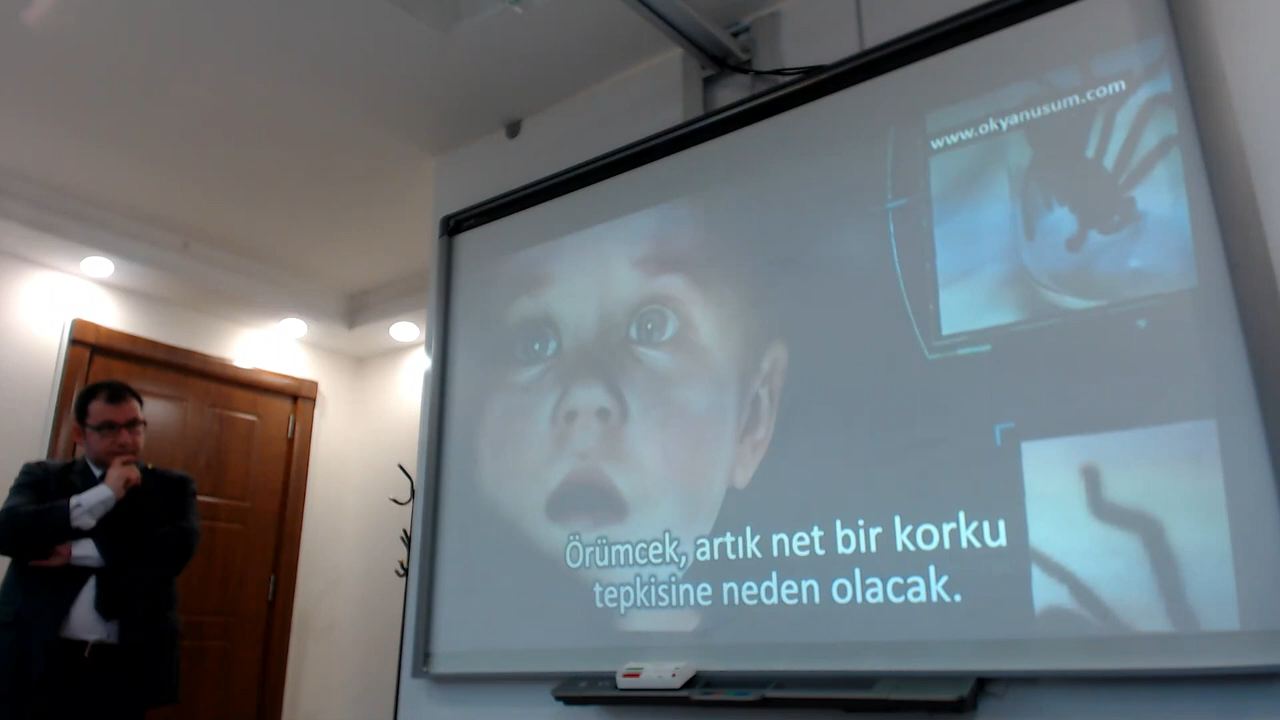 www.okyanusum.com
Örümcek, artık net bir korku
tepkisine neden olacak.